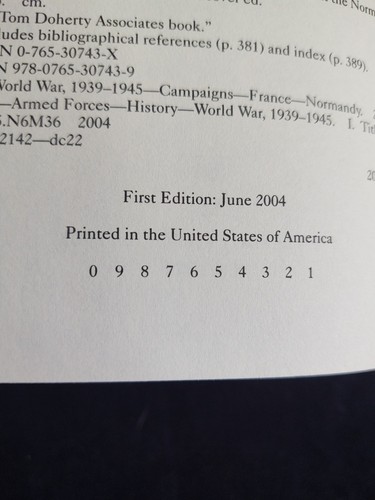 cm.
Tom Doherty Associates book."
udes bibliographical references (p. 381) and index (p. 389).
N 0-765-30743-X
N 978-0765-30743-9
World War, 1939–1945—Campaigns—France—Normandy.
—Armed Forces—History—World War, 1939–1945. I. Titl
.N6M36 2004
2142—dc22
20
First Edition: June 2004
Printed in the United States of America
0 9 8 7 6 5 4 3 2 1